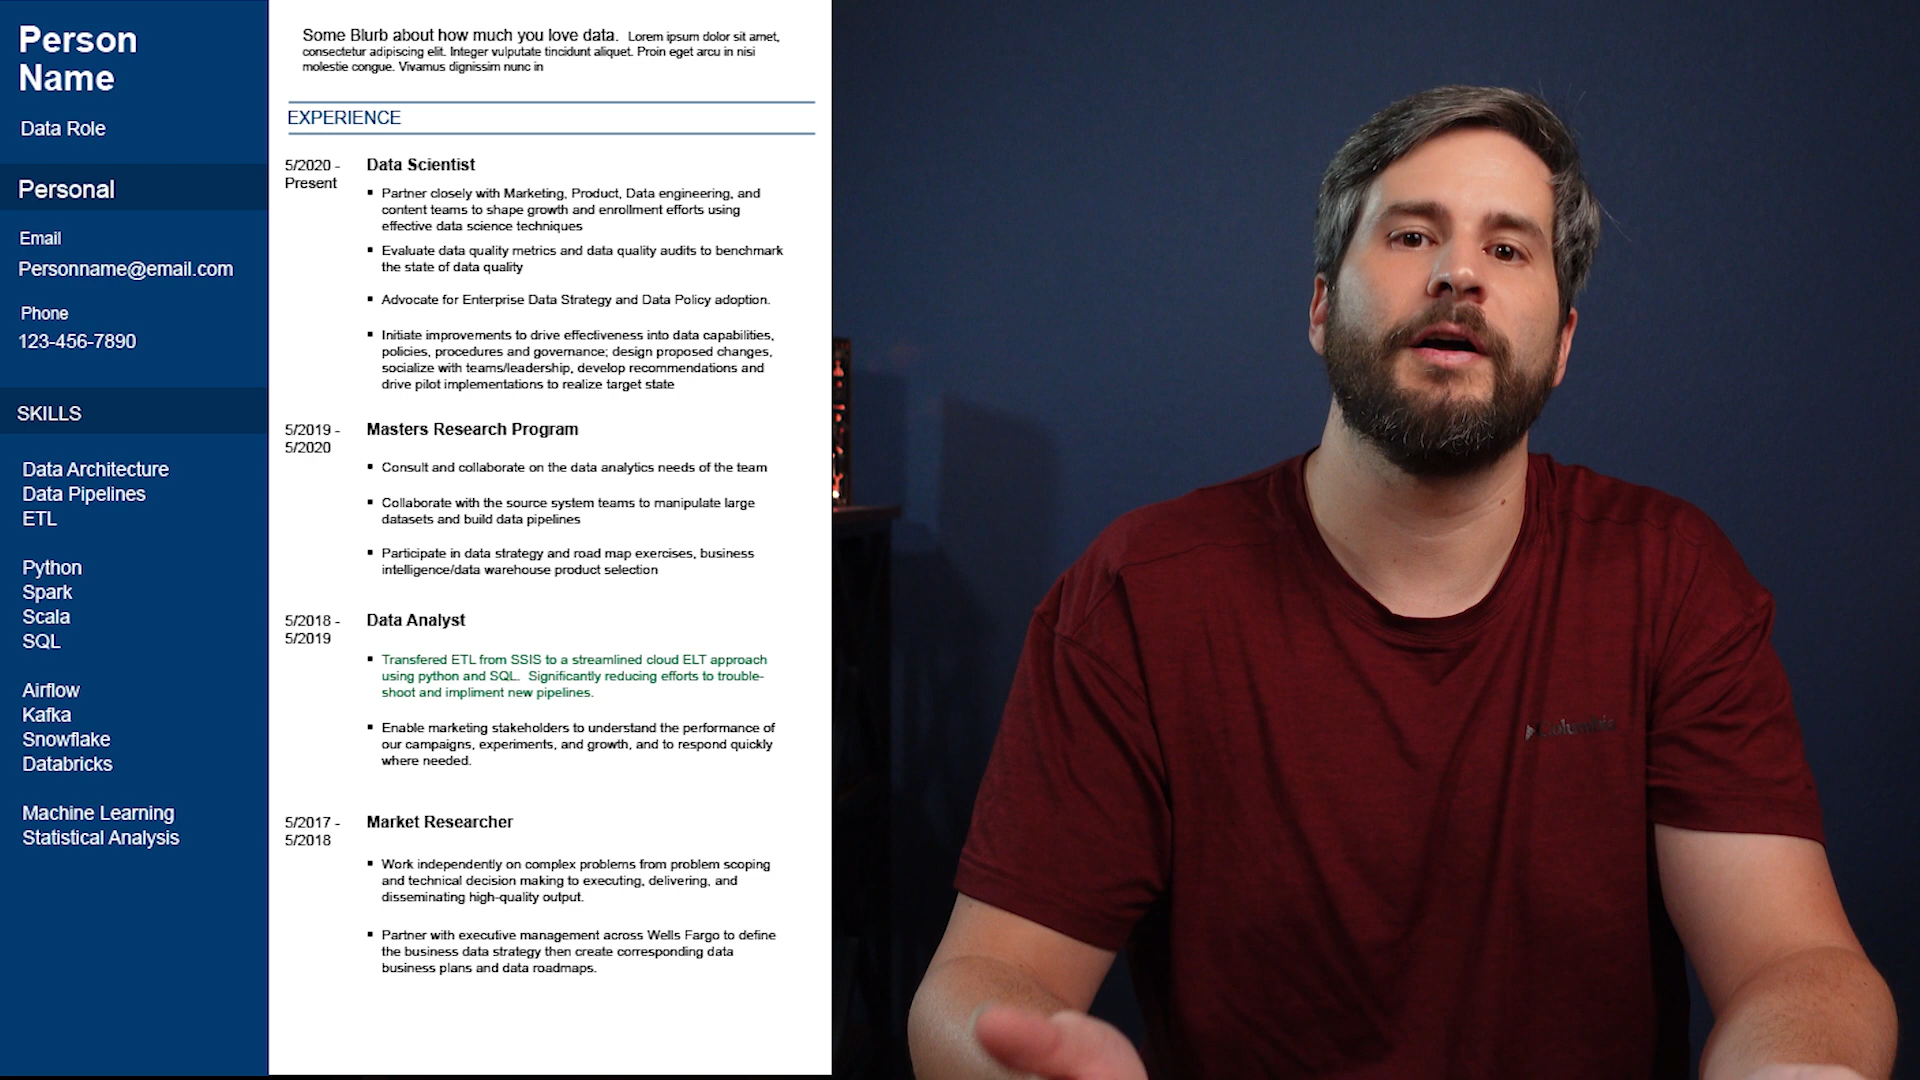 Person
Name
Data Role
Personal
Email
Personname@email.com
Phone
123-456-7890
SKILLS
Data Architecture
Data Pipelines
ETL
Python
Spark
Scala
SQL
Airflow
Kafka
Snowflake
Databricks
Machine Learning
Statistical Analysis
Some Blurb about how much you love data. Lorem ipsum dolor sit amet,
consectetur adipiscing elit. Integer vulputate tincidunt aliquet. Proin eget arcu in nisi
molestie congue. Vivamus dignissim nunc in
EXPERIENCE
5/2020 -
Present
Data Scientist
▪ Partner closely with Marketing, Product, Data engineering, and
content teams to shape growth and enrollment efforts using
effective data science techniques
▪ Evaluate data quality metrics and data quality audits to benchmark
the state of data quality
▪ Advocate for Enterprise Data Strategy and Data Policy adoption.
▪ Initiate improvements to drive effectiveness into data capabilities,
policies, procedures and governance; design proposed changes,
socialize with teams/leadership, develop recommendations and
drive pilot implementations to realize target state
5/2019 -
5/2020
Masters Research Program
▪ Consult and collaborate on the data analytics needs of the team
▪ Collaborate with the source system teams to manipulate large
datasets and build data pipelines
▪ Participate in data strategy and road map exercises, business
intelligence/data warehouse product selection
5/2018 -
5/2019
Data Analyst
▪ Transfered ETL from SSIS to a streamlined cloud ELT approach
using python and SQL. Significantly reducing efforts to trouble-
shoot and impliment new pipelines.
▪ Enable marketing stakeholders to understand the performance of
our campaigns, experiments, and growth, and to respond quickly
where needed.
5/2017 -
5/2018
Market Researcher
▪ Work independently on complex problems from problem scoping
and technical decision making to executing, delivering, and
disseminating high-quality output.
▪ Partner with executive management across Wells Fargo to define
the business data strategy then create corresponding data
business plans and data roadmaps.
Columbia